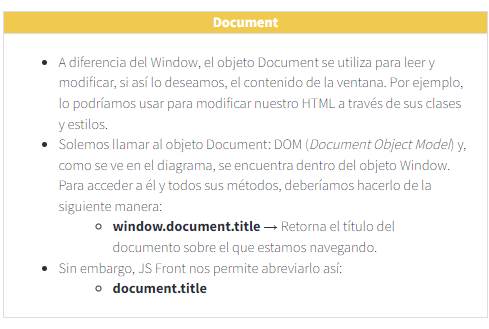 Document
A diferencia del Window, el objeto Document se utiliza para leer y
modificar, si así lo deseamos, el contenido de la ventana. Por ejemplo,
lo podríamos usar para modificar nuestro HTML a través de sus clases
y estilos.
Solemos llamar al objeto Document: DOM (Document Object Model) y,
como se ve en el diagrama, se encuentra dentro del objeto Window.
Para acceder a él y todos sus métodos, deberíamos hacerlo de la
siguiente manera:
window.document.title → Retorna el título del
documento sobre el que estamos navegando.
Sin embargo, JS Front nos permite abreviarlo así:
document.title